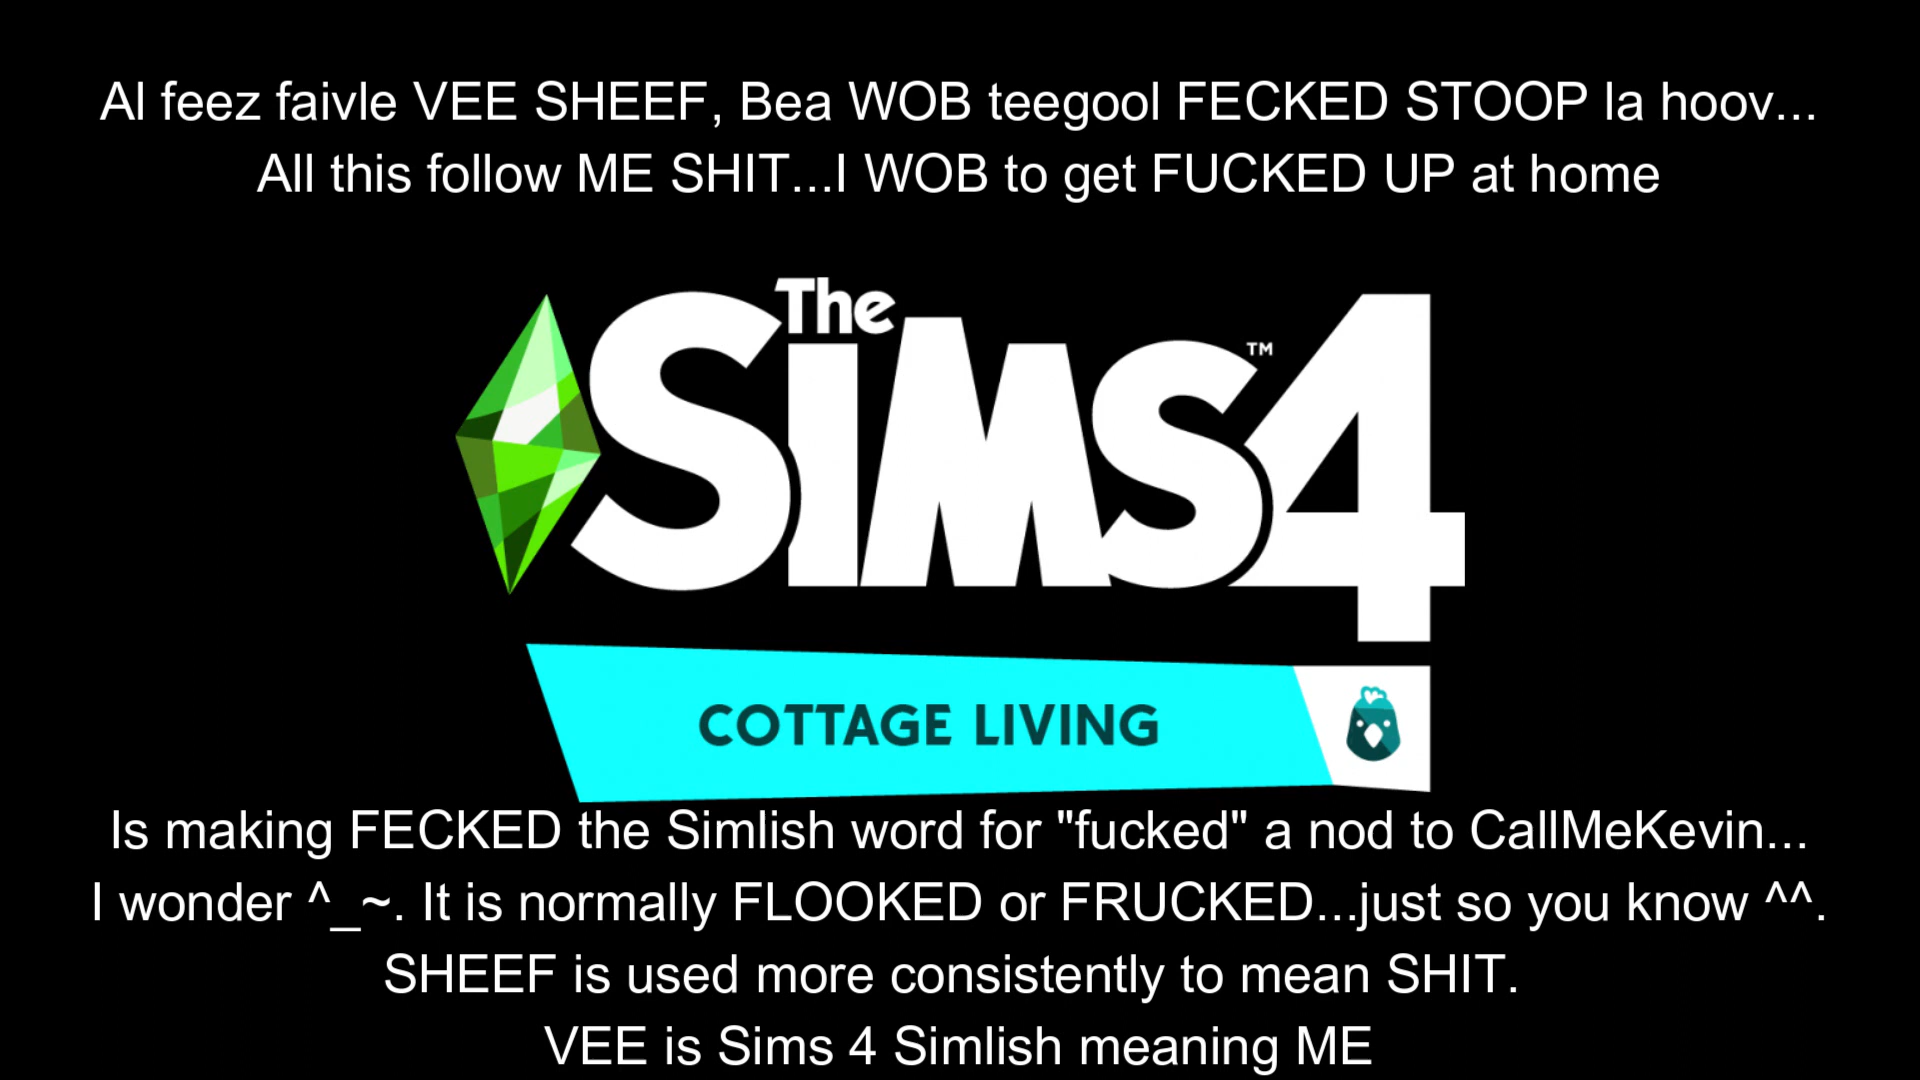 Al feez faivle VEE SHEEF, Bea WOB teegool FECKED STOOP la hoov...
All this follow ME SHIT...I WOB to get FUCKED UP at home
The
SiMS4
TM
COTTAGE LIVING
Is making FECKED the Simlish word for "fucked" a nod to CallMeKevin...
I wonder ^_~. It is normally FLOOKED or FRUCKED...just so you know ^^.
SHEEF is used more consistently to mean SHIT.
VEE is Sims 4 Simlish meaning ME